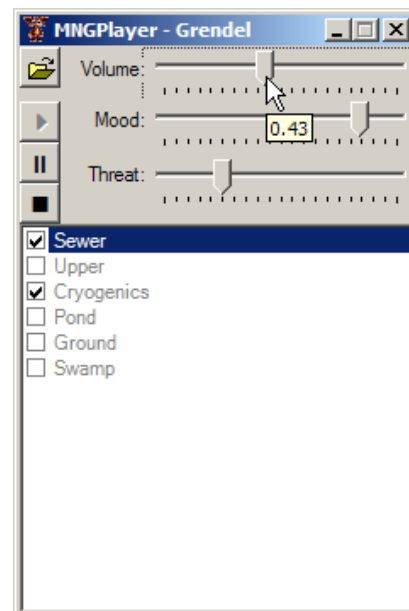 MNGPlayer - Grendel
Volume:
Mood:
0.43
Threat:
Sewer
Upper
Cryogenics
Pond
Ground
Swamp